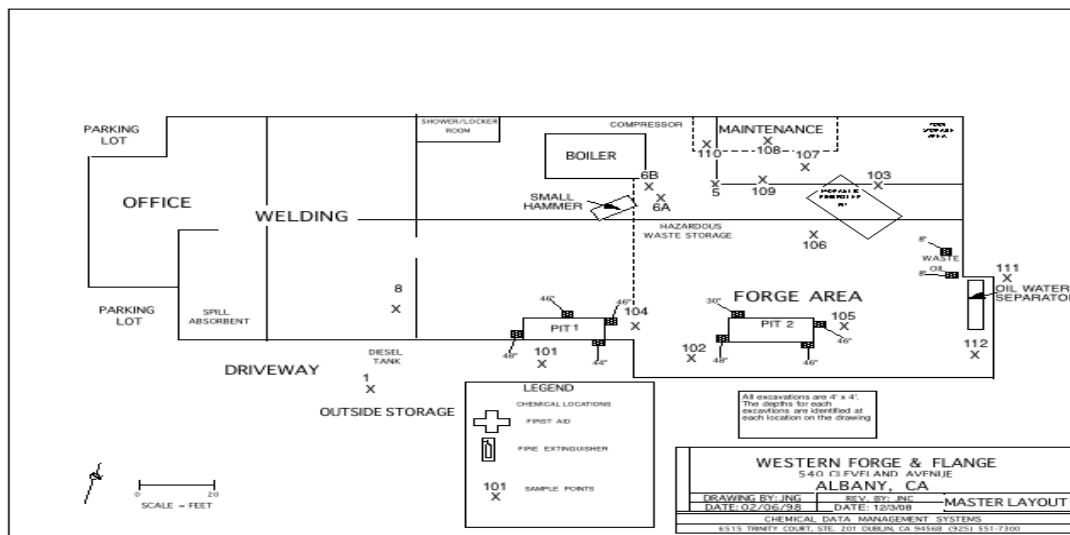 PARKING
LOT
OFFICE
WELDING
SHOWER/LOCKER
ROOM
BOILER
COMPRESSOR
MAINTENANCE
110
108
107
6B
5
109
103
6A
SMALL
HAMMER
HAZARDOUS
WASTE STORAGE
106
8"
WASTE
OIL
8"
111
OIL WATER
SEPARATOR
8
FORGE AREA
PARKING
LOT
SPILL
ABSORBENT
46"
46"
PIT 1
104
48"
101
44"
30"
PIT 2
105
102
48"
46"
46"
112
DRIVEWAY
DIESEL
TANK
1
OUTSIDE STORAGE
LEGEND
CHEMICAL LOCATIONS
FIRST AID
FIRE EXTINGUISHER
101
SAMPLE POINTS
All excavations are 4' x 4'.
The depths for each
excavtions are identified at
each location on the drawing
0
20
SCALE = FEET
WESTERN FORGE & FLANGE
540 CLEVELAND AVENUE
ALBANY, CA
DRAWING BY: JNG
REV. BY: JNC
MASTER LAYOUT
DATE: 02/06/98
DATE: 12/3/08
CHEMICAL DATA MANAGEMENT SYSTEMS
6515 TRINITY COURT, STE. 201 DUBLIN, CA 94568 (925) 551-7300